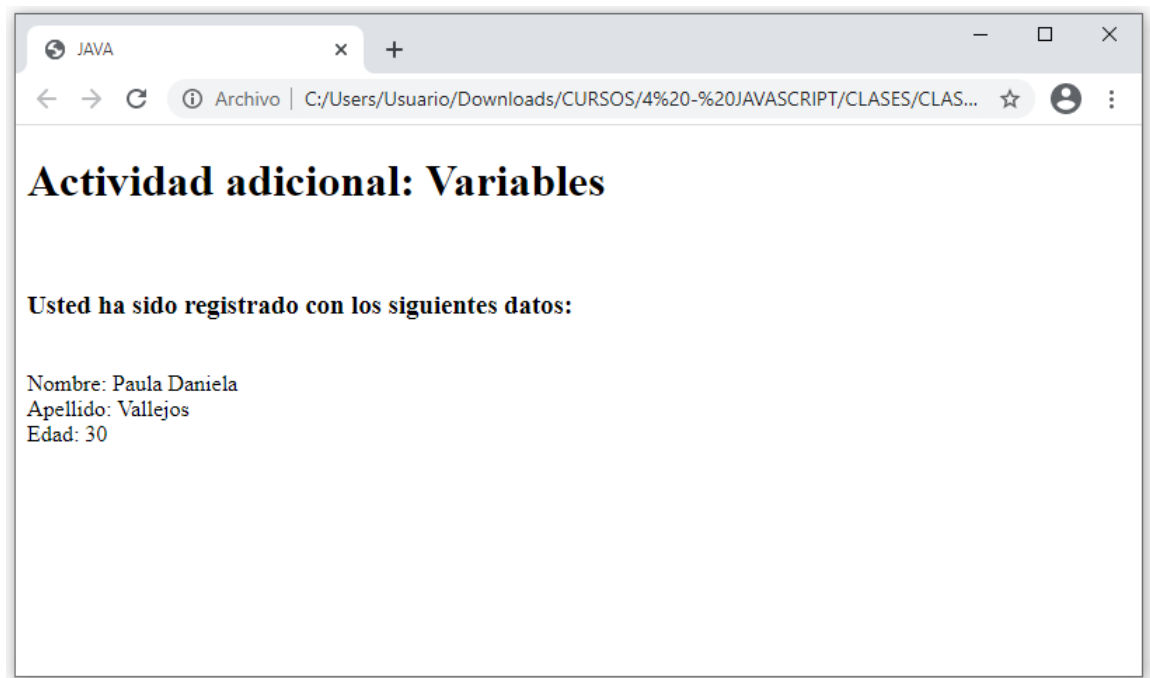 JAVA
Archivo | C:/Users/Usuario/Downloads/CURSOS/4%20-%20JAVASCRIPT/CLASES/CLAS...
Actividad adicional: Variables
Usted ha sido registrado con los siguientes datos:
Nombre: Paula Daniela
Apellido: Vallejos
Edad: 30